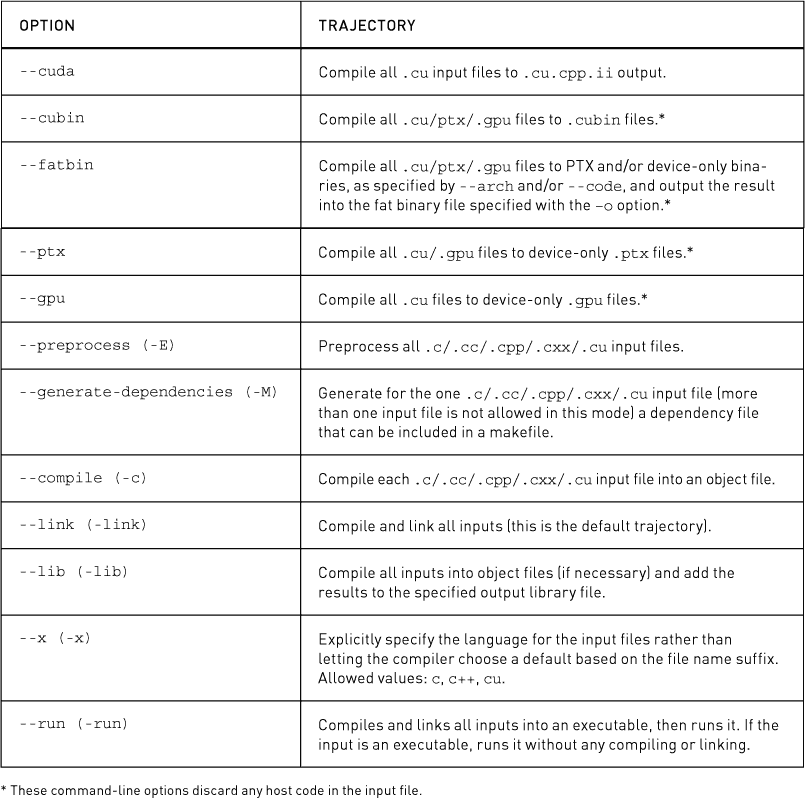 OPTION TRAJECTORY
--cuda Compile all .cu input files to .cu.cpp.ii output.
--cubin Compile all .cu/ptx/.gpu files to .cubin files.*
--fatbin Compile all .cu/ptx/.gpu files to PTX and/or device-only bina-
ries, as specified by --arch and/or --code, and output the result
into the fat binary file specified with the –o option.*
--ptx Compile all .cu/.gpu files to device-only .ptx files.*
--gpu Compile all .cu files to device-only .gpu files.*
--preprocess (-E) Preprocess all .c/.cc/.cpp/.cxx/.cu input files.
--generate-dependencies (-M) Generate for the one .c/.cc/.cpp/.cxx/.cu input file (more
than one input file is not allowed in this mode) a dependency file
that can be included in a makefile.
--compile (-c) Compile each .c/.cc/.cpp/.cxx/.cu input file into an object file.
--link (-link) Compile and link all inputs (this is the default trajectory).
--lib (-lib) Compile all inputs into object files (if necessary) and add the
results to the specified output library file.
--x (-x) Explicitly specify the language for the input files rather than
letting the compiler choose a default based on the file name suffix.
Allowed values: c, c++, cu.
--run (-run) Compiles and links all inputs into an executable, then runs it. If the
input is an executable, runs it without any compiling or linking.
* These command-line options discard any host code in the input file.